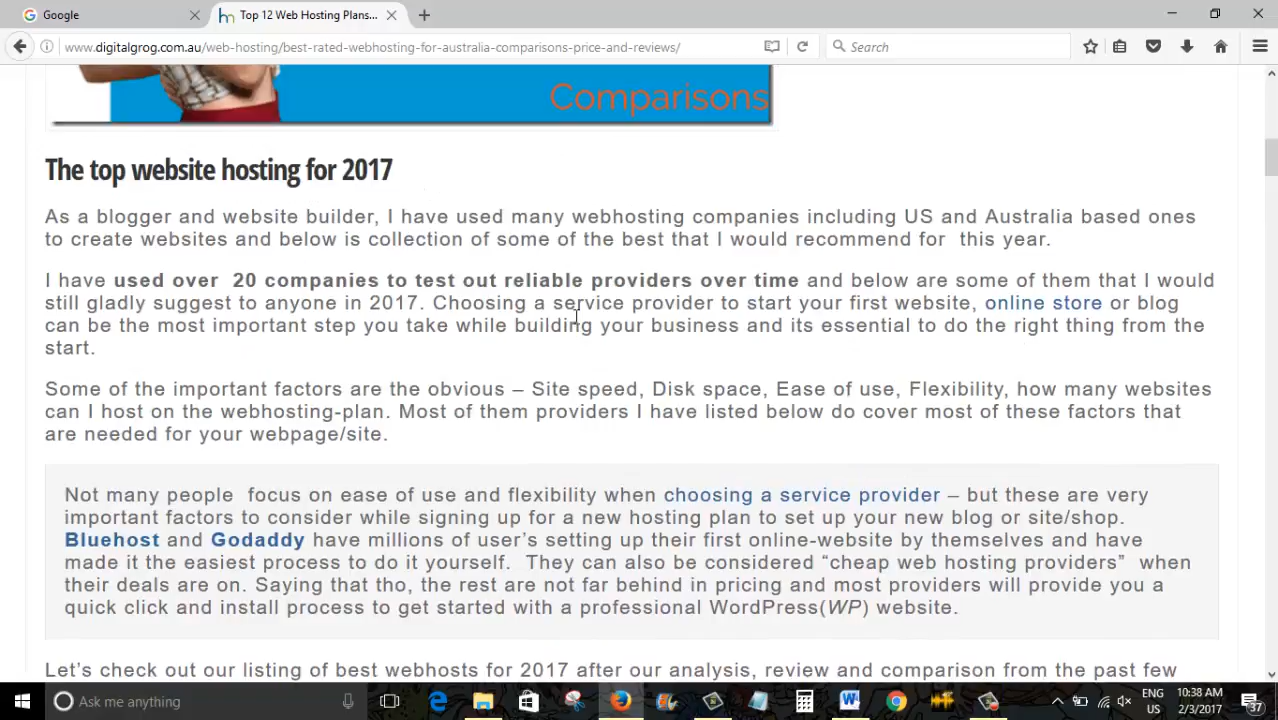 Google
Top 12 Web Hosting Plans...
www.digitalgrog.com.au/web-hosting/best-rated-webhosting-for-australia-comparisons-price-and-reviews/
Search
Comparisons
The top website hosting for 2017
As a blogger and website builder, I have used many webhosting companies including US and Australia based ones
to create websites and below is collection of some of the best that I would recommend for this year.
I have used over 20 companies to test out reliable providers over time and below are some of them that I would
still gladly suggest to anyone in 2017. Choosing a service provider to start your first website, online store or blog
can be the most important step you take while building your business and its essential to do the right thing from the
start.
Some of the important factors are the obvious – Site speed, Disk space, Ease of use, Flexibility, how many websites
can I host on the webhosting-plan. Most of them providers I have listed below do cover most of these factors that
are needed for your webpage/site.
Not many people focus on ease of use and flexibility when choosing a service provider – but these are very
important factors to consider while signing up for a new hosting plan to set up your new blog or site/shop.
Bluehost and Godaddy have millions of user's setting up their first online-website by themselves and have
made it the easiest process to do it yourself. They can also be considered “cheap web hosting providers” when
their deals are on. Saying that tho, the rest are not far behind in pricing and most providers will provide you a
quick click and install process to get started with a professional WordPress(WP) website.
Let's check out our listing of best webhosts for 2017 after our analysis, review and comparison from the past few
Ask me anything
ENG
US
10:38 AM
2/3/2017
37